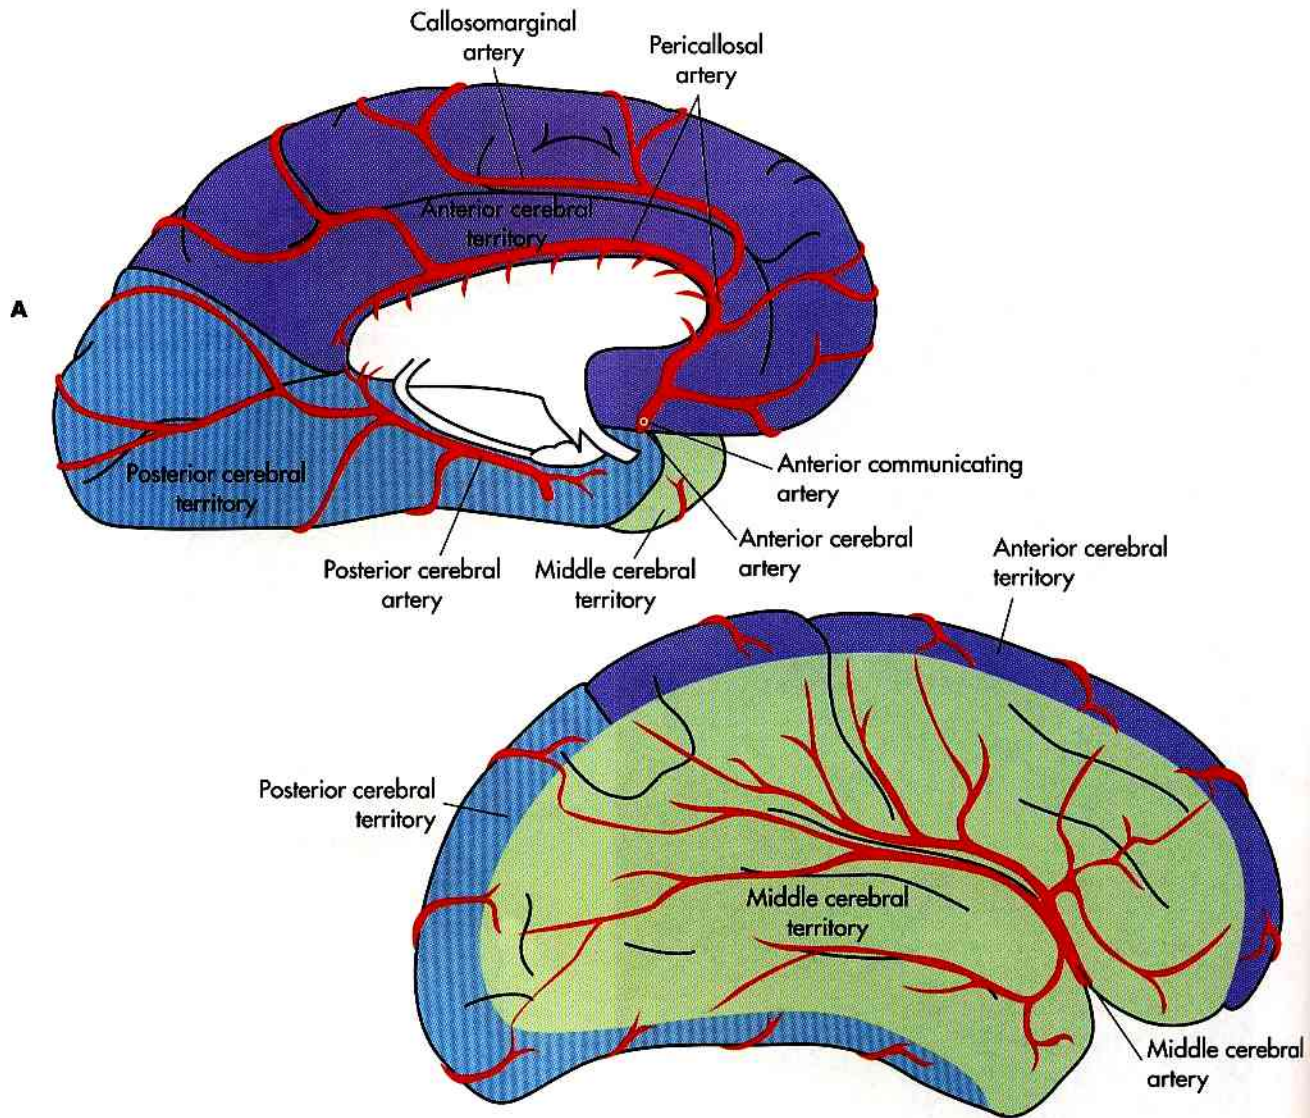 Callosomarginal
artery
Pericallosal
artery
Anterior cerebral
territory
A
Posterior cerebral
territory
Anterior communicating
artery
Anterior cerebral
artery
Posterior cerebral
artery
Middle cerebral
territory
Anterior cerebral
territory
Posterior cerebral
territory
Middle cerebral
territory
Middle cerebral
artery